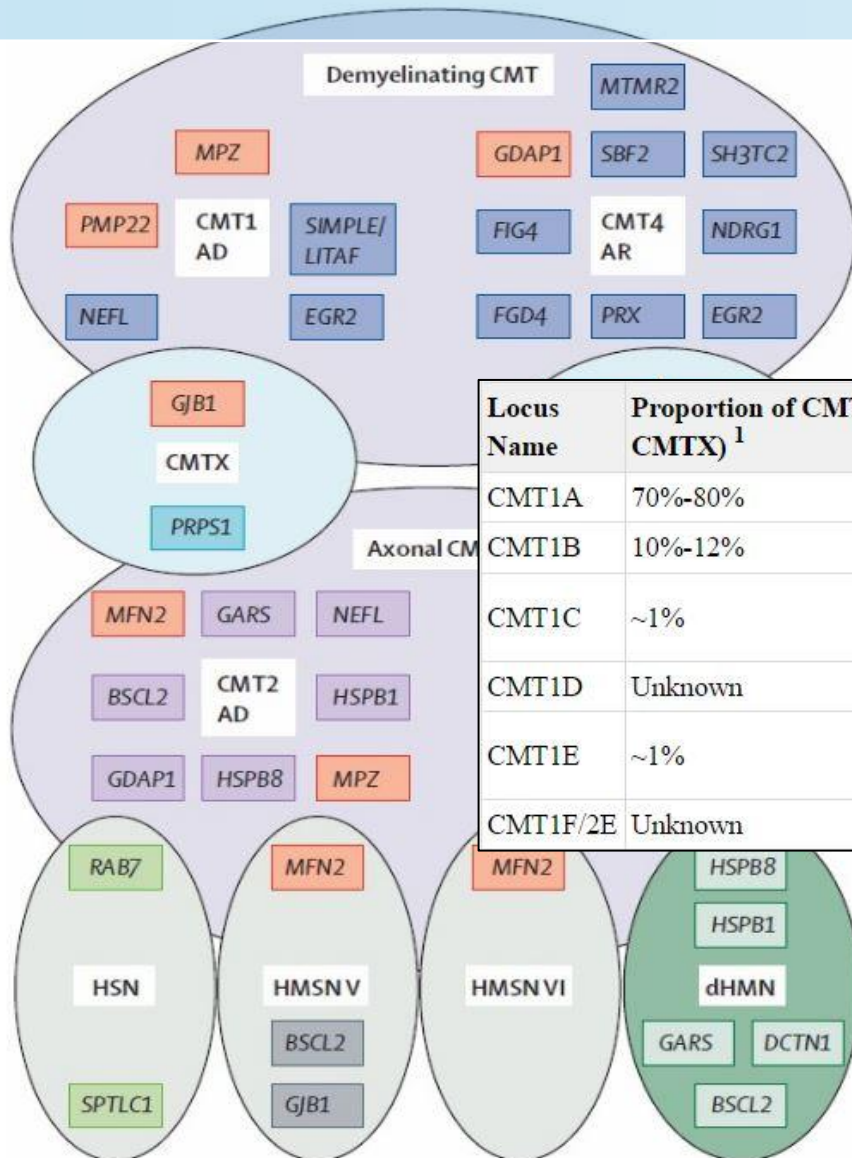 Demyelinating CMT
MTMR2
MPZ
GDAP1
SBF2
SH3TC2
PMP22
CMT1
AD
SIMPLE/
LITAF
FIG4
CMT4
AR
NDRG1
NEFL
EGR2
FGD4
PRX
EGR2
GJB1
CMTX
PRPS1
Locus
Name
Proportion of CMT
CMTX) 1
CMT1A 70%-80%
CMT1B 10%-12%
CMT1C ~1%
CMT1D Unknown
CMT1E ~1%
CMT1F/2E Unknown
Axonal CM
MFN2
GARS
NEFL
BSCL2
CMT2
AD
HSPB1
GDAP1
HSPB8
MPZ
RAB7
HSN
SPTLC1
MFN2
HMSN V
BSCL2
GJB1
MFN2
HMSN VI
HSPB8
HSPB1
dHMN
GARS
DCTN1
BSCL2